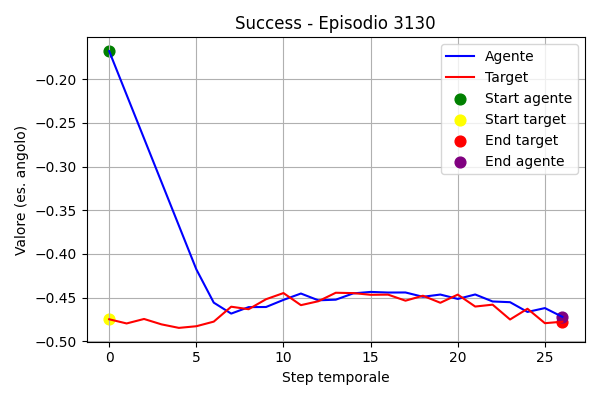 Success - Episodio 3130
Agente
Target
Start agente
Start target
End target
End agente
Valore (es. angolo)
−0.20
−0.25
−0.30
−0.35
−0.40
−0.45
−0.50
0 5 10 15 20 25
Step temporale